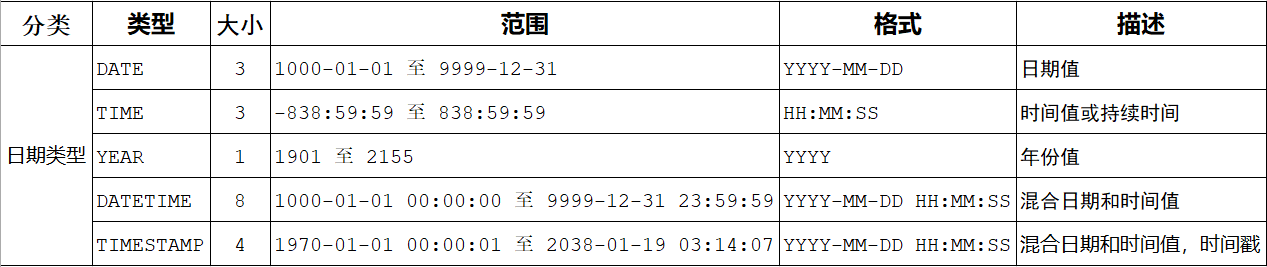 分类 类型 大小 范围 格式 描述
DATE 3 1000-01-01 至 9999-12-31 YYYY-MM-DD 日期值
TIME 3 -838:59:59 至 838:59:59 HH:MM:SS 时间值或持续时间
日期类型 YEAR 1 1901 至 2155 YYYY 年份值
DATETIME 8 1000-01-01 00:00:00 至 9999-12-31 23:59:59 YYYY-MM-DD HH:MM:SS 混合日期和时间值
TIMESTAMP 4 1970-01-01 00:00:01 至 2038-01-19 03:14:07 YYYY-MM-DD HH:MM:SS 混合日期和时间值，时间戳